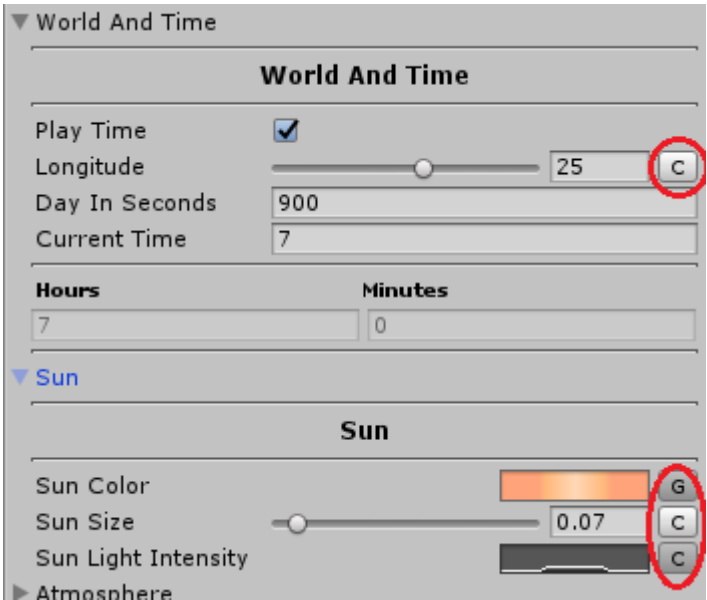 World And Time
World And Time
Play Time
Longitude 25 C
Day In Seconds 900
Current Time 7
Hours Minutes
7 0
Sun
Sun
Sun Color G
Sun Size 0.07 C
Sun Light Intensity C
Atmosphere